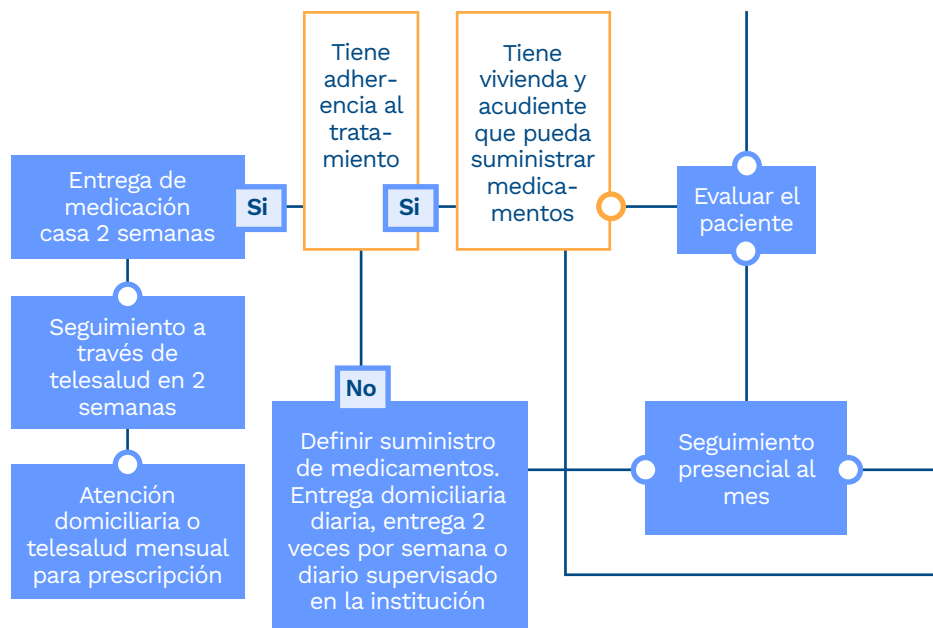 Tiene
adher-
encia al
trata-
miento
Tiene
vivienda y
acudiente
que pueda
suministrar
medica-
mentos
Entrega de
medicación
casa 2 semanas
Si
Si
Evaluar el
paciente
Seguimiento a
través de
telesalud en 2
semanas
No
Definir suministro
de medicamentos.
Entrega domiciliaria
diaria, entrega 2
veces por semana o
diario supervisado
en la institución
Seguimiento
presencial al
mes
Atención
domiciliaria o
telesalud mensual
para prescripción